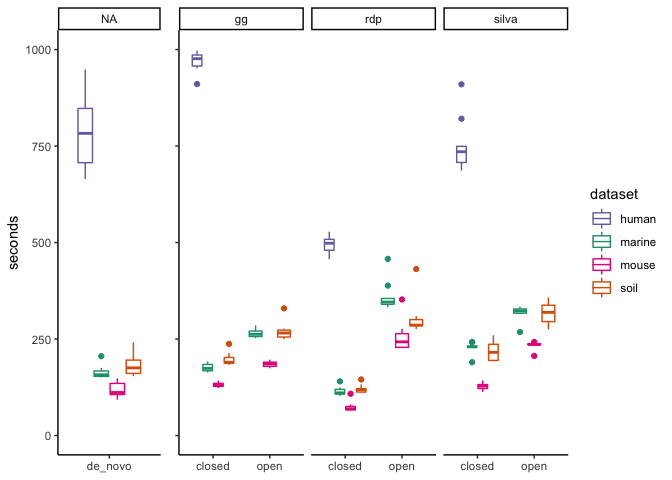 NA gg rdp silva
1000
750
500
250
0
seconds
de_novo closed open closed open closed open
dataset
human
marine
mouse
soil